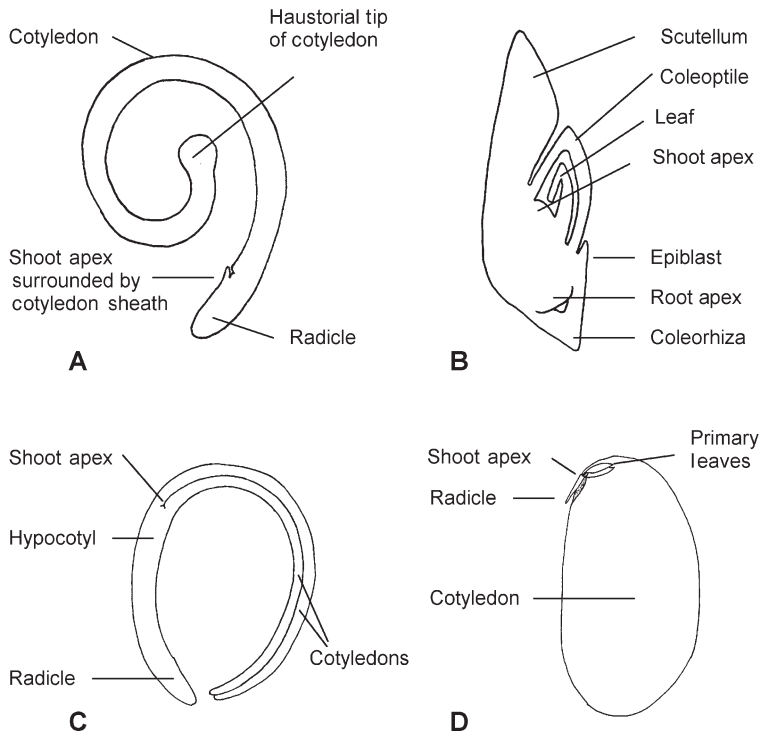 Cotyledon
Haustorial tip
of cotyledon
Shoot apex
surrounded by
cotyledon sheath
Radicle
A
Scutellum
Coleoptile
Leaf
Shoot apex
Epiblast
Root apex
Coleorhiza
B
Shoot apex
Hypocotyl
Cotyledons
Radicle
C
Primary
leaves
Shoot apex
Radicle
Cotyledon
D